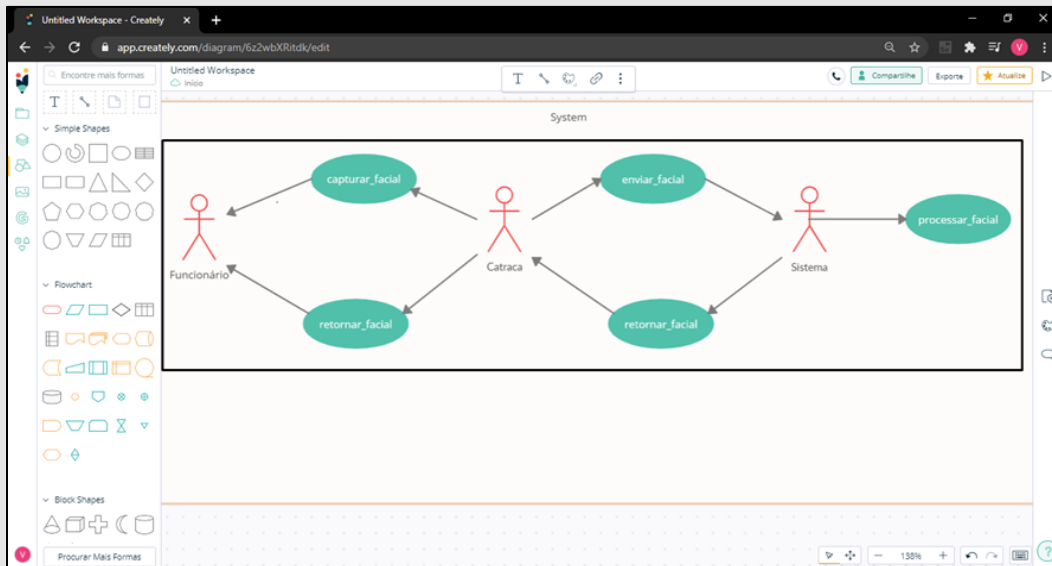 Untitled Workspace - Creately
app.creately.com/diagram/6z2wbXRitdk/edit
V
Encontre mais formas
Untitled Workspace
Início
T
Compartilhe
Exporte
Atualize
T
Simple Shapes
System
capturar_facial
enviar_facial
processar_facial
Funcionário
Catraca
Sistema
Flowchart
retornar_facial
retornar_facial
Block Shapes
V
Procurar Mais Formas
138%
?